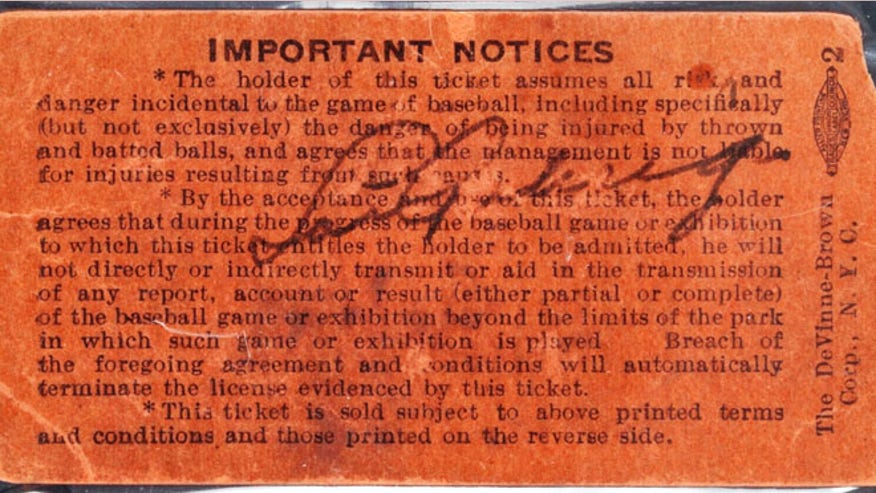 IMPORTANT NOTICES
* The holder of this ticket assumes all risk and
danger incidental to the game of baseball, including specifically
(but not exclusively) the danger of being injured by thrown
and batted balls, and agrees that the management is not liable
for injuries resulting from such causes.
* By the acceptance and use of this ticket, the holder
agrees that during the progress of the baseball game or exhibition
to which this ticket entitles the holder to be admitted, he will
not directly or indirectly transmit or aid in the transmission
of any report, account or result (either partial or complete)
of the baseball game or exhibition beyond the limits of the park
in which such game or exhibition is played Breach of
the foregoing agreement and conditions will automatically
terminate the license evidenced by this ticket.
* This ticket is sold subject to above printed terms
and conditions and those printed on the reverse side.
The DeVinne-Brown
Corp., N. Y. C.
2